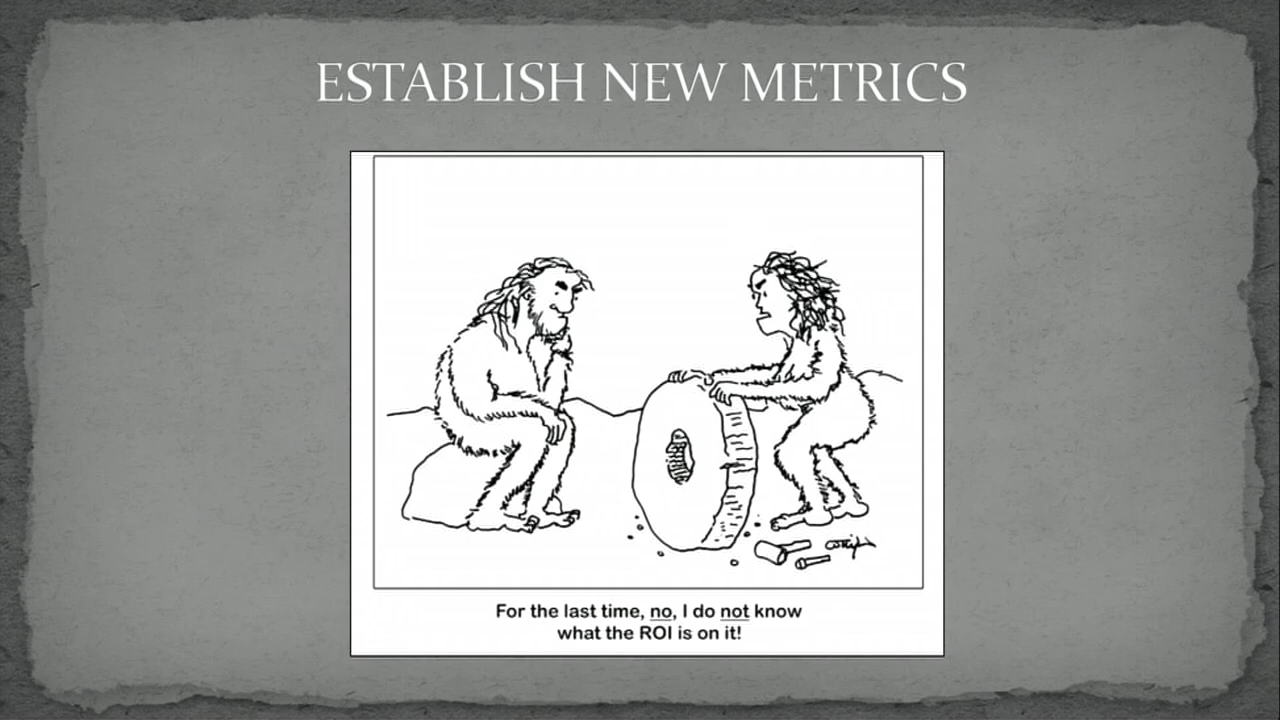 ESTABLISH NEW METRICS
For the last time, no, I do not know
what the ROI is on it!